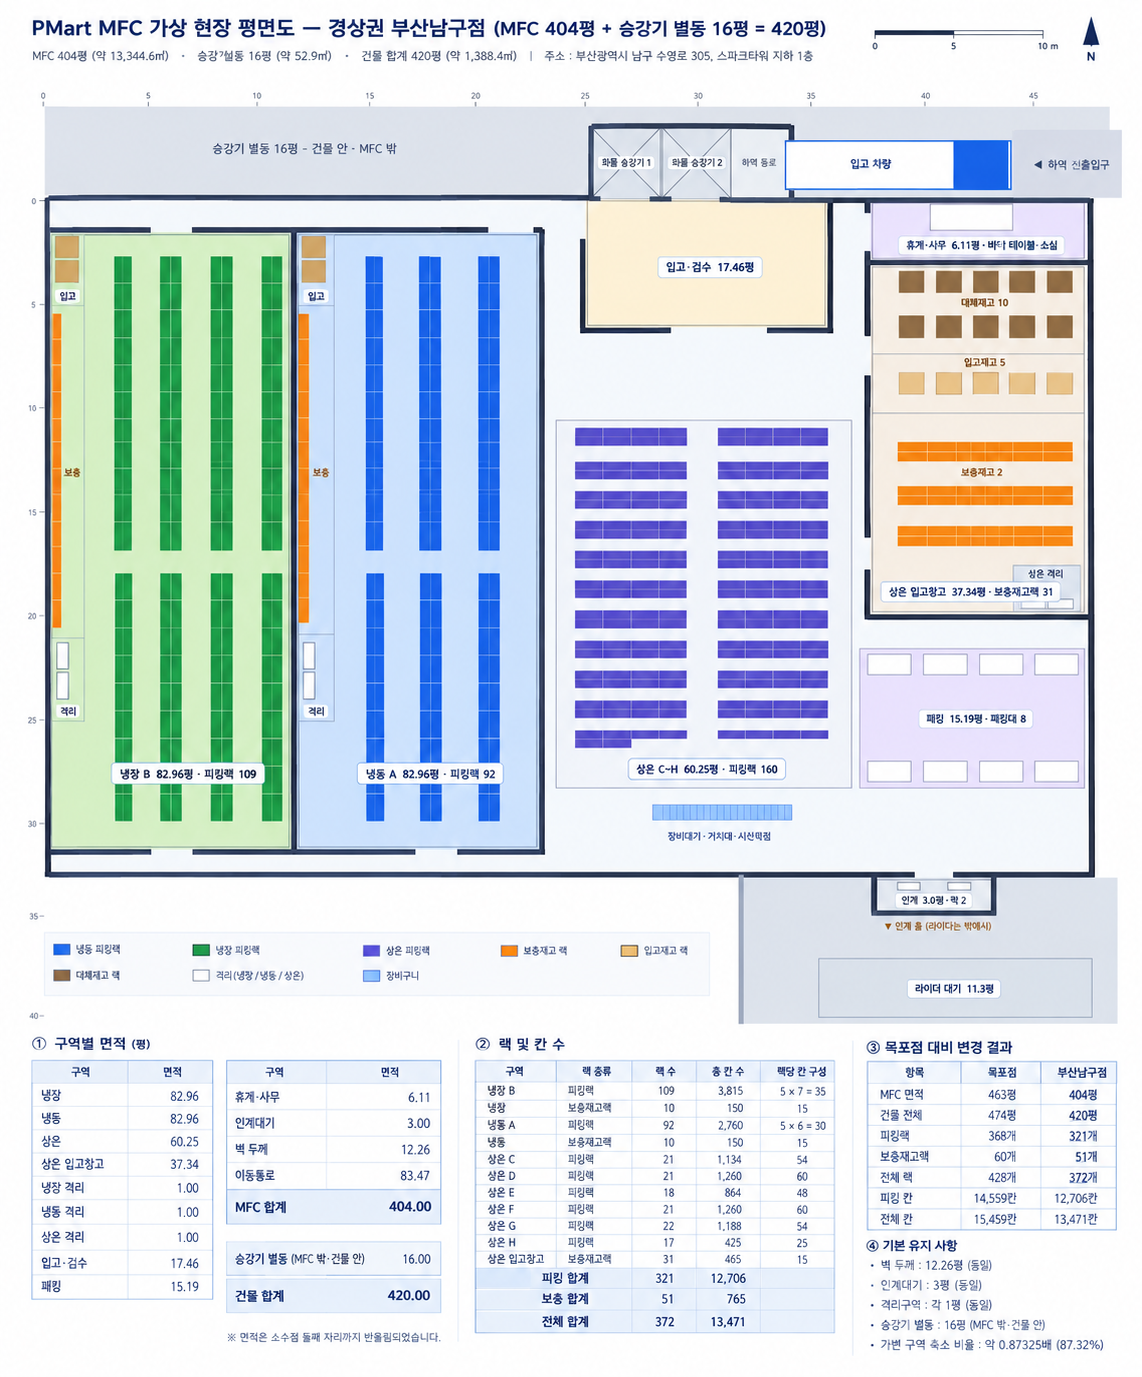 PMart MFC 가상 현장 평면도 — 경상권 부산남구점 (MFC 404평 + 승강기 별동 16평 = 420평)
MFC 404평 (약 13,344.6㎡) · 승강기별동 16평 (약 52.9㎡) · 건물 합계 420평 (약 1,388.4㎡) | 주소 : 부산광역시 남구 수영로 305, 스파크타워 지하 1층
0 5 10 m
N
0 5 10 15 20 25 30 35 40 45
승강기 별동 16평 - 건물 안 · MFC 밖
화물 승강기 1
화물 승강기 2
하역 통로
입고 차량
◀ 하역 진출입구
0
5
10
15
20
25
30
35
40
입고
보충
격리
냉장 B 82.96평 · 피킹랙 109
입고
보충
격리
냉동 A 82.96평 · 피킹랙 92
입고·검수 17.46평
상온 C~H 60.25평 · 피킹랙 160
장비대기 · 거치대 ·
휴게·사무 6.11평 · 바닥 테이블·소실
대체재고 10
입고재고 5
보충재고 2
상온 격리
상온 입고창고 37.34평 · 보충재고랙 31
패킹 15.19평 · 패킹대 8
인계 3.0평 · 랙 2
▼ 인계 홀 (라이다는 밖에시)
라이더 대기 11.3평
냉동 피킹랙
냉장 피킹랙
상온 피킹랙
보충재고 랙
입고재고 랙
대체재고 랙
격리(냉장 / 냉동 / 상온)
장비구니
① 구역별 면적 (평)
구역 면적
냉장 82.96
냉동 82.96
상온 60.25
상온 입고창고 37.34
냉장 격리 1.00
냉동 격리 1.00
상온 격리 1.00
입고·검수 17.46
패킹 15.19
구역 면적
휴게·사무 6.11
인계대기 3.00
벽 두께 12.26
이동통로 83.47
MFC 합계 404.00
승강기 별동 (MFC 밖·건물 안) 16.00
건물 합계 420.00
※ 면적은 소수점 둘째 자리까지 반올림되었습니다.
② 랙 및 칸 수
구역 랙 종류 랙 수 총 칸 수 랙당 칸 구성
냉장 B 피킹랙 109 3,815 5 × 7 = 35
냉장 보충재고랙 10 150 15
냉동 A 피킹랙 92 2,760 5 × 6 = 30
냉동 보충재고랙 10 150 15
상온 C 피킹랙 21 1,134 54
상온 D 피킹랙 21 1,260 60
상온 E 피킹랙 18 864 48
상온 F 피킹랙 21 1,260 60
상온 G 피킹랙 22 1,188 54
상온 H 피킹랙 17 425 25
상온 입고창고 보충재고랙 31 465 15
피킹 합계 321 12,706
보충 합계 51 765
전체 합계 372 13,471
③ 목포점 대비 변경 결과
항목 목포점 부산남구점
MFC 면적 463평 404평
건물 전체 474평 420평
피킹랙 368개 321개
보충재고랙 60개 51개
전체 랙 428개 372개
피킹 칸 14,559칸 12,706칸
전체 칸 15,459칸 13,471칸
④ 기본 유지 사항
• 벽 두께 : 12.26평 (동일)
• 인계대기 : 3평 (동일)
• 격리구역 : 각 1평 (동일)
• 승강기 별동 : 16평 (MFC 밖·건물 안)
• 가변 구역 축소 비율 : 약 0.87325배 (87.32%)